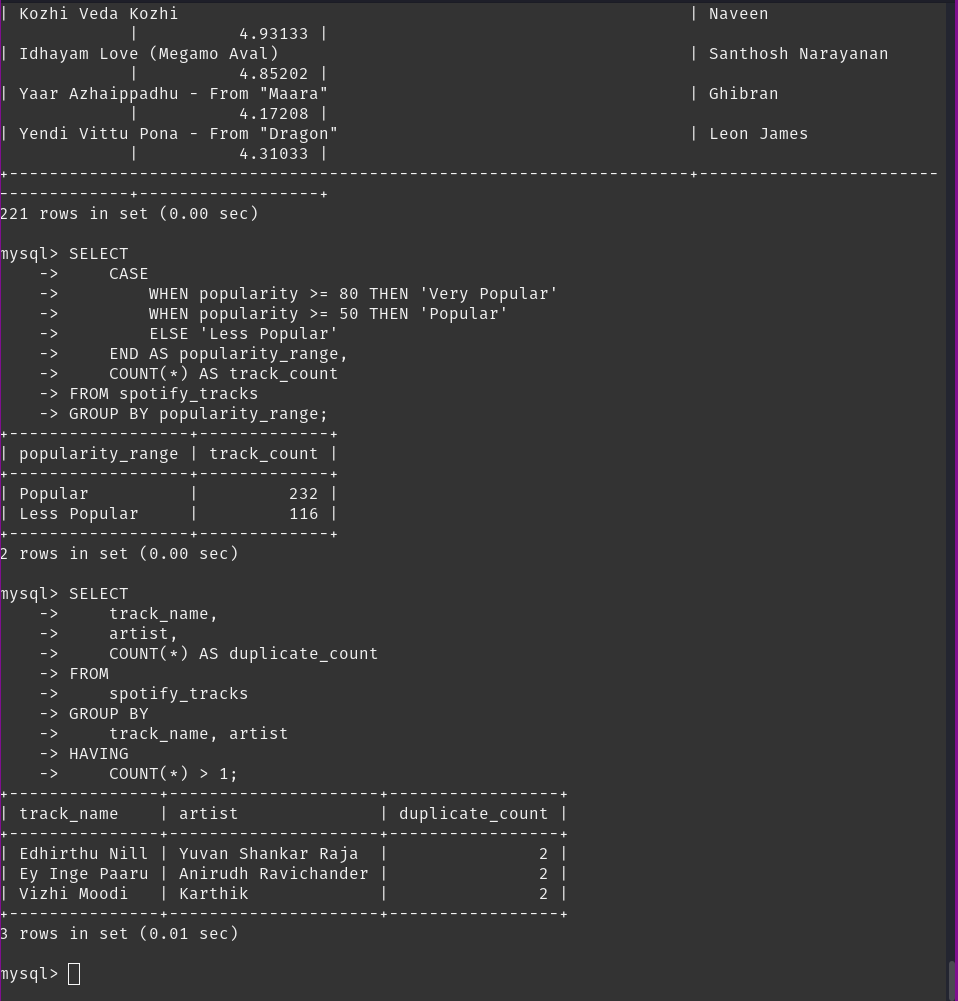 | Kozhi Veda Kozhi                                                   | Naveen
             |          4.93133 |
| Idhayam Love (Megamo Aval)                                         | Santhosh Narayanan
             |          4.85202 |
| Yaar Azhaippadhu - From "Maara"                                    | Ghibran
             |          4.17208 |
| Yendi Vittu Pona - From "Dragon"                                   | Leon James
             |          4.31033 |
+--------------------------------------------------------------------+------------------------
-------------+------------------+
221 rows in set (0.00 sec)

mysql> SELECT
    ->     CASE
    ->         WHEN popularity >= 80 THEN 'Very Popular'
    ->         WHEN popularity >= 50 THEN 'Popular'
    ->         ELSE 'Less Popular'
    ->     END AS popularity_range,
    ->     COUNT(*) AS track_count
    -> FROM spotify_tracks
    -> GROUP BY popularity_range;
+------------------+-------------+
| popularity_range | track_count |
+------------------+-------------+
| Popular          |         232 |
| Less Popular     |         116 |
+------------------+-------------+
2 rows in set (0.00 sec)

mysql> SELECT
    ->     track_name,
    ->     artist,
    ->     COUNT(*) AS duplicate_count
    -> FROM
    ->     spotify_tracks
    -> GROUP BY
    ->     track_name, artist
    -> HAVING
    ->     COUNT(*) > 1;
+---------------+---------------------+-----------------+
| track_name    | artist              | duplicate_count |
+---------------+---------------------+-----------------+
| Edhirthu Nill | Yuvan Shankar Raja  |               2 |
| Ey Inge Paaru | Anirudh Ravichander |               2 |
| Vizhi Moodi   | Karthik             |               2 |
+---------------+---------------------+-----------------+
3 rows in set (0.01 sec)

mysql>